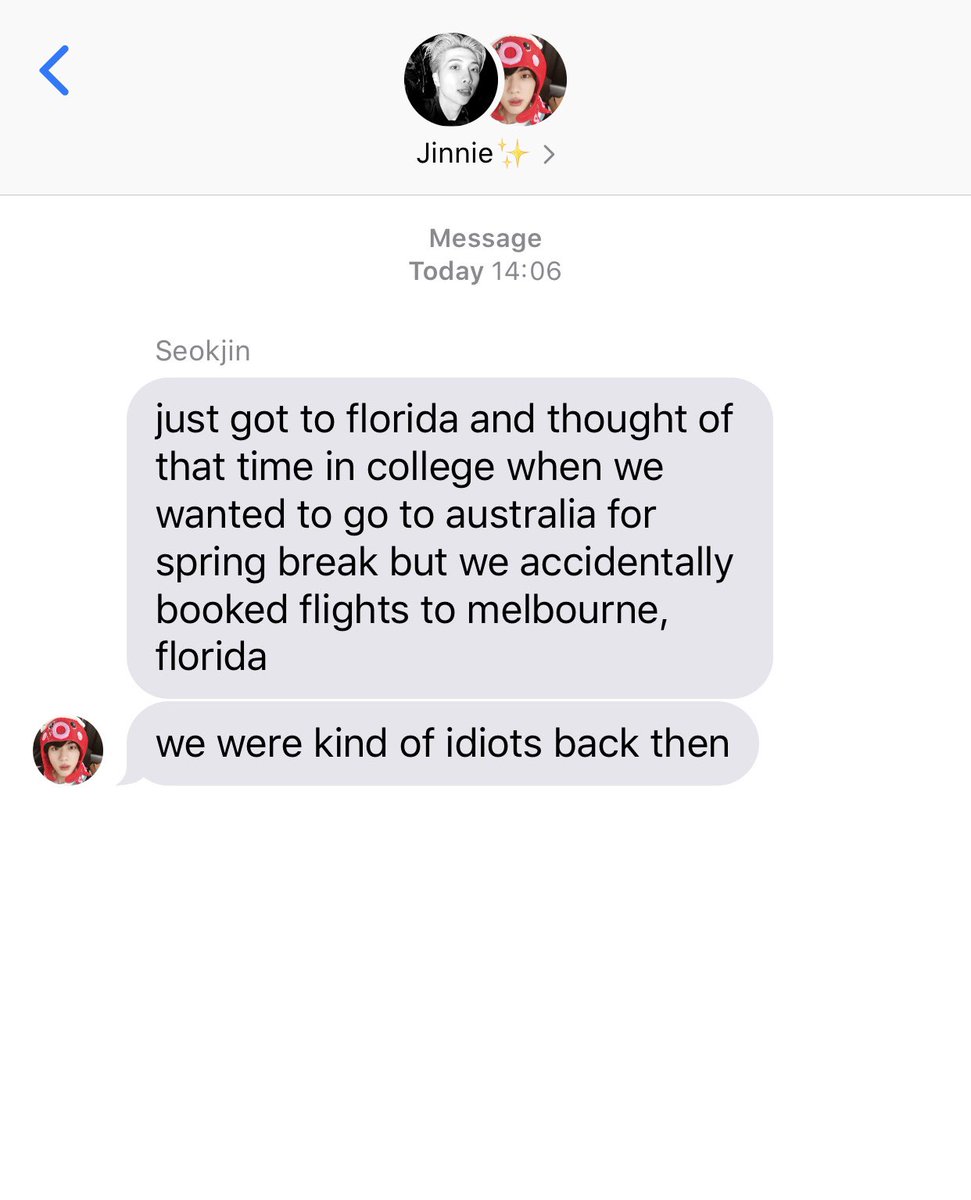 Jinnie✨
Message
Today 14:06
Seokjin
just got to florida and thought of
that time in college when we
wanted to go to australia for
spring break but we accidentally
booked flights to melbourne,
florida
we were kind of idiots back then